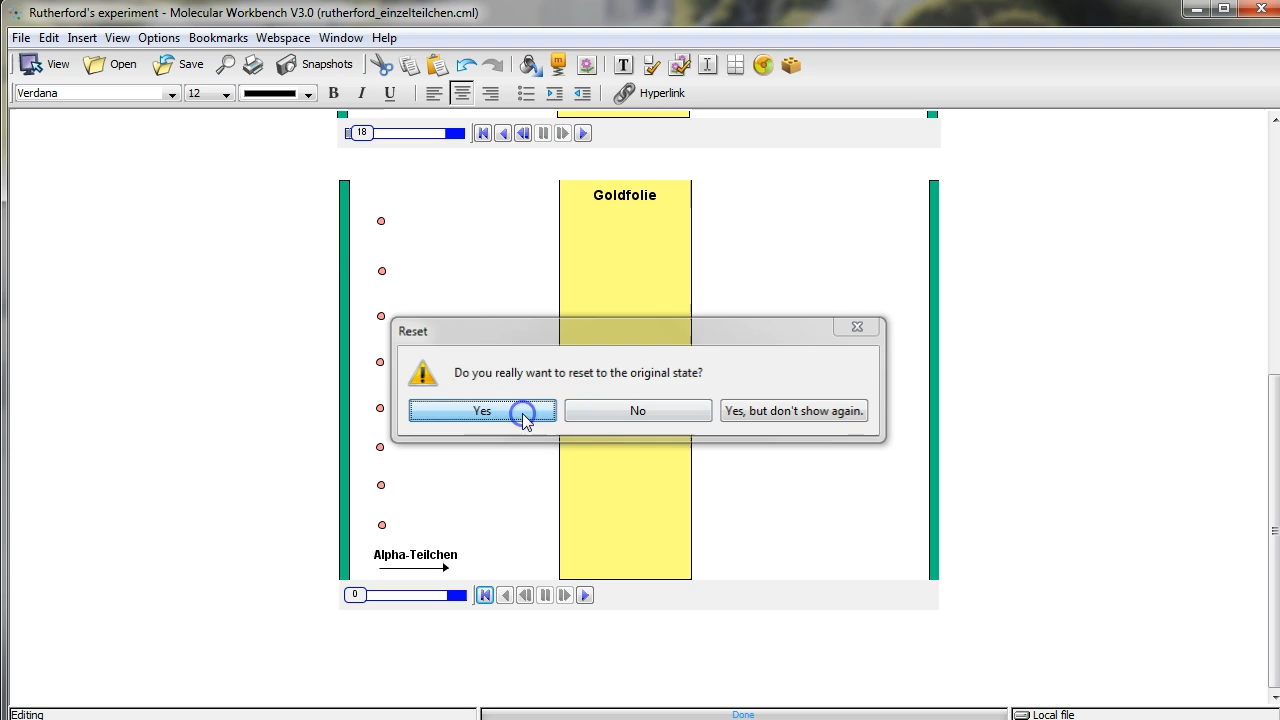 Rutherford's experiment - Molecular Workbench V3.0 (rutherford_einzelteilchen.cml)
File Edit Insert View Options Bookmarks Webspace Window Help
View Open Save Snapshots T
Verdana 12 B I U Hyperlink
18
Goldfolie
Reset
Do you really want to reset to the original state?
Yes No Yes, but don't show again.
Alpha-Teilchen
0
Editing Done Local file